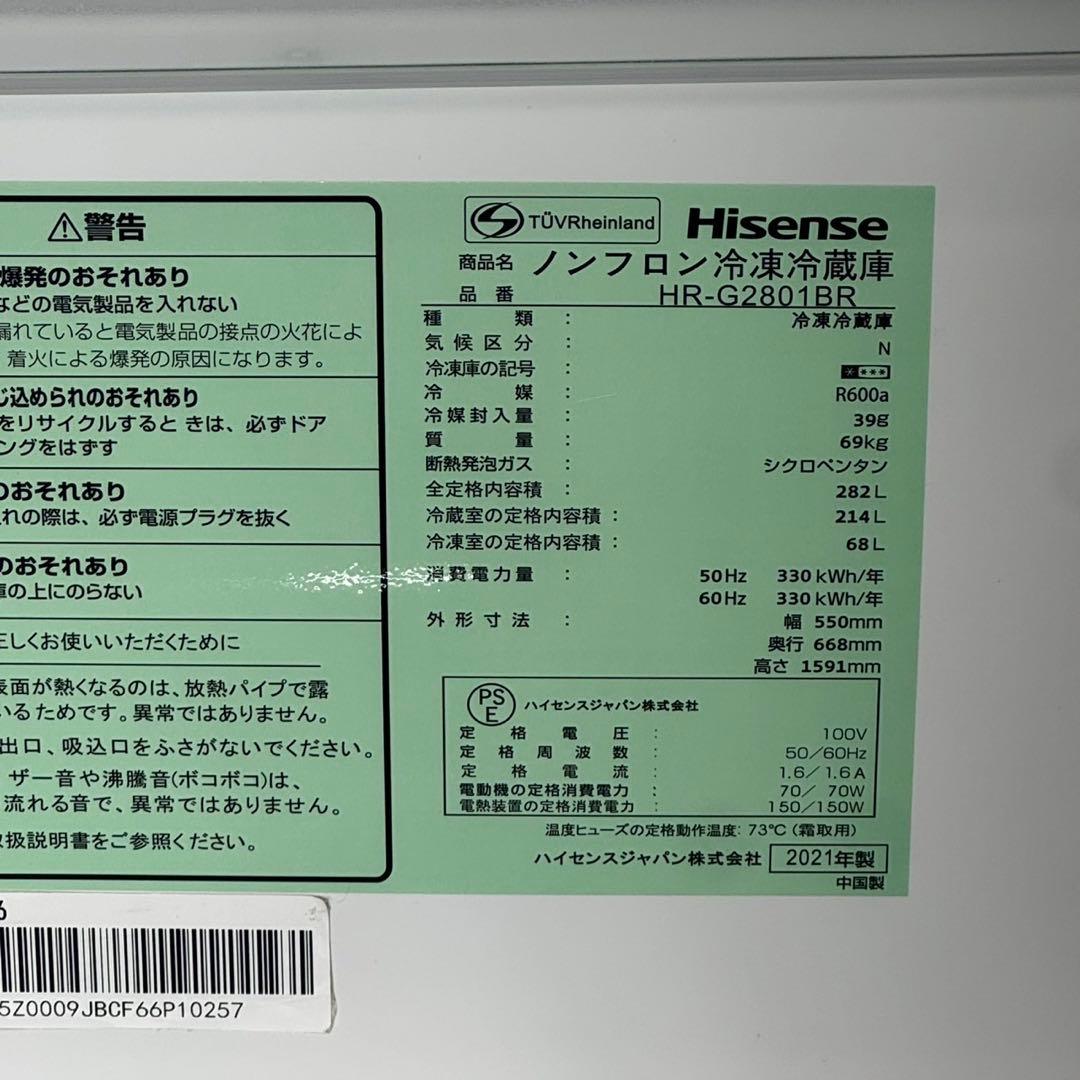 ⚠警告
爆発のおそれあり
などの電気製品を入れない
漏れていると電気製品の接点の火花によ
着火による爆発の原因になります。
じ込められのおそれあり
をリサイクルするときは、必ずドア
ングをはずす
のおそれあり
れの際は、必ず電源プラグを抜く
のおそれあり
庫の上にのらない
正しくお使いいただくために
表面が熱くなるのは、放熱パイプで露
いるためです。異常ではありません。
出口、吸込口をふさがないでください。
ザー音や沸騰音(ボコボコ)は、
流れる音で、異常ではありません。
取扱説明書をご参照ください。
TÜVRheinland
Hisense
商品名 ノンフロン冷凍冷蔵庫
品番 HR-G2801BR
種類 : 冷凍冷蔵庫
気候区分 : N
冷凍庫の記号 : ****
冷媒 : R600a
冷媒封入量 : 39g
質量 : 69kg
断熱発泡ガス : シクロペンタン
全定格内容積 : 282L
冷蔵室の定格内容積 : 214L
冷凍室の定格内容積 : 68L
消費電力量 : 50Hz 330kWh/年
60Hz 330kWh/年
外形寸法 : 幅 550mm
奥行 668mm
高さ 1591mm
PSE ハイセンスジャパン株式会社
定格電圧 : 100V
定格周波数 : 50/60Hz
定格電流 : 1.6/1.6A
電動機の定格消費電力 : 70/70W
電熱装置の定格消費電力 : 150/150W
温度ヒューズの定格動作温度: 73℃(霜取用)
ハイセンスジャパン株式会社 2021年製
中国製
6
5Z0009JBCF66P10257